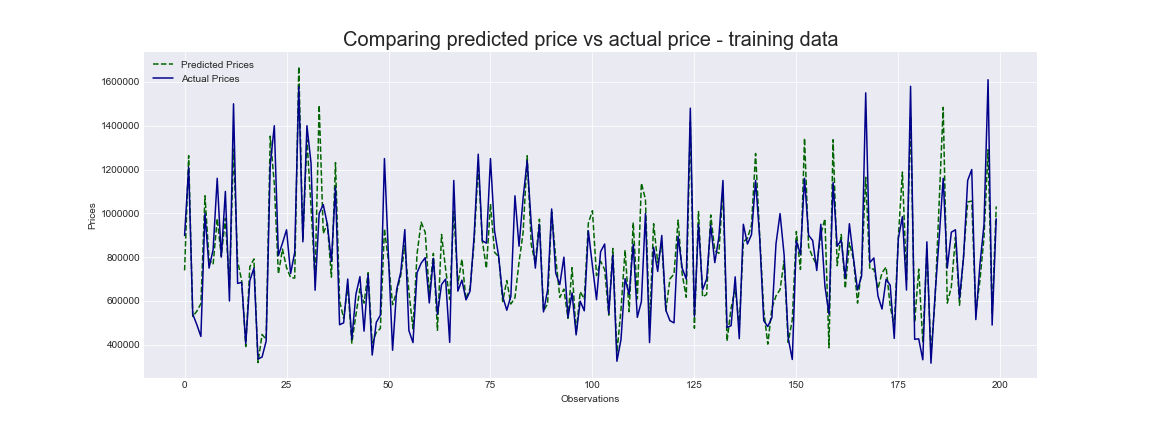 Comparing predicted price vs actual price - training data
Predicted Prices
Actual Prices
1600000
1400000
1200000
1000000
800000
600000
400000
Prices
0 25 50 75 100 125 150 175 200
Observations